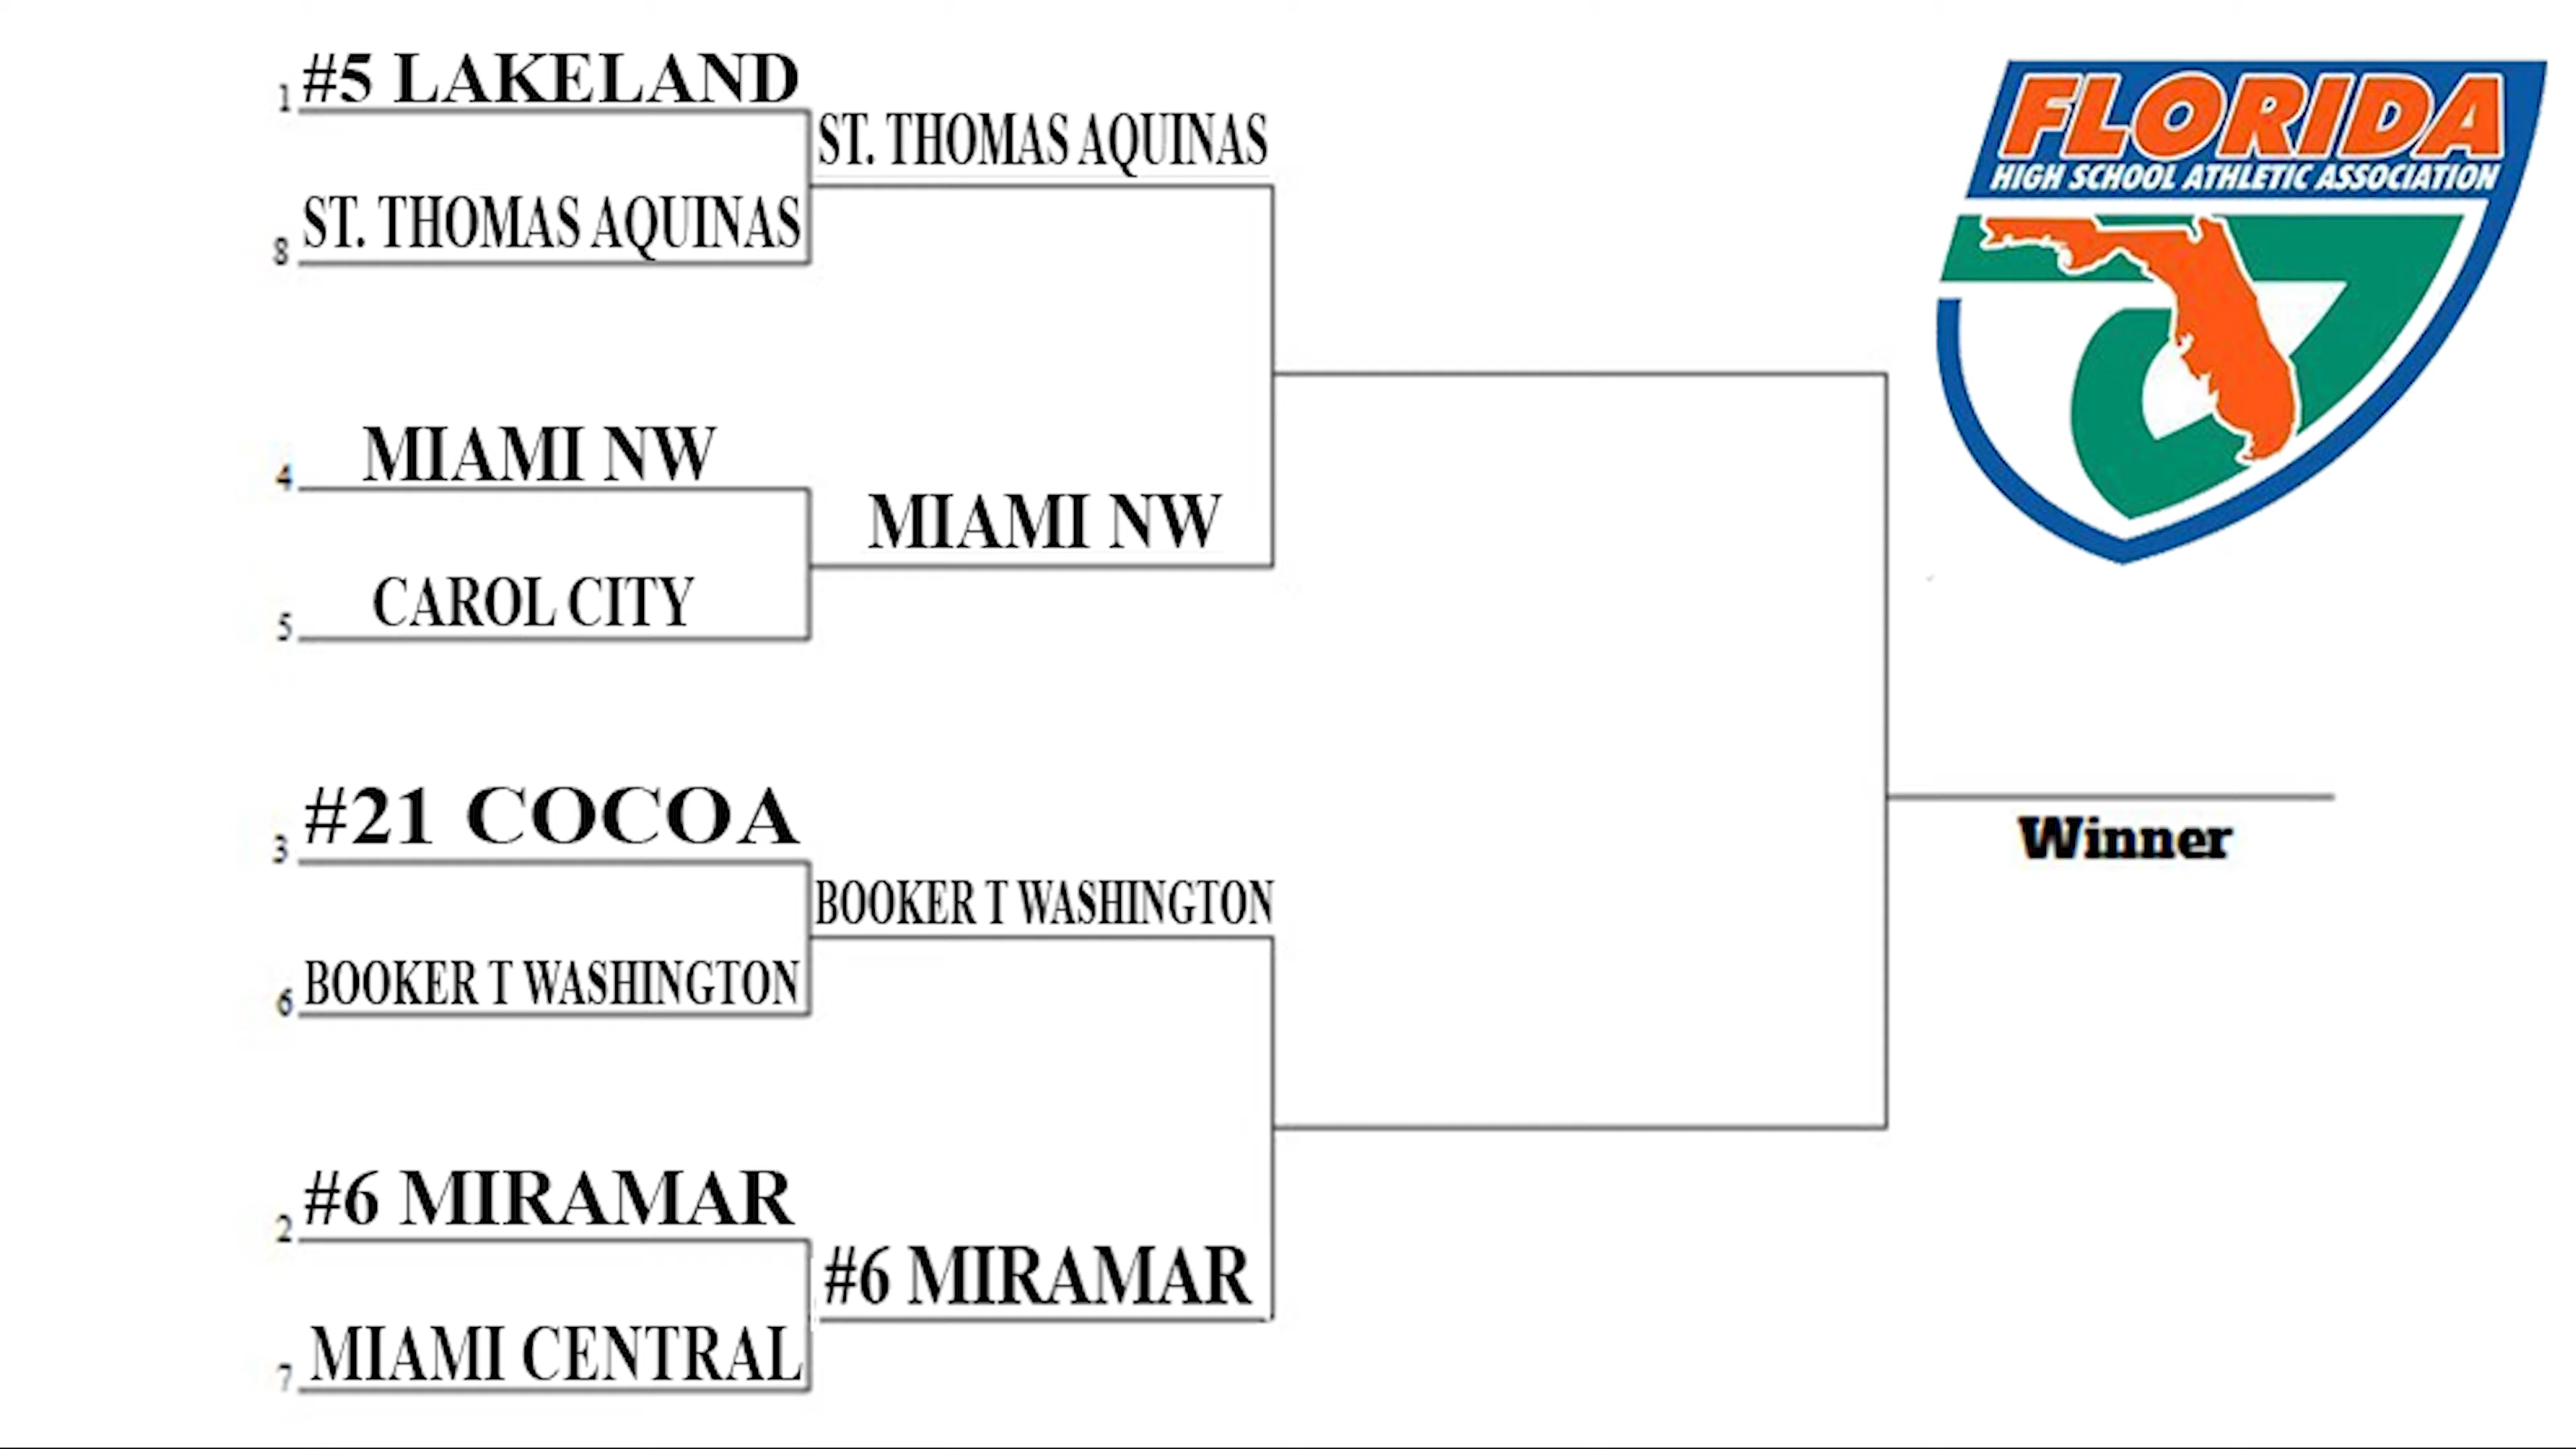 #5 LAKELAND
1
ST. THOMAS AQUINAS
ST. THOMAS AQUINAS
8
MIAMI NW
4
MIAMI NW
CAROL CITY
5
#21 COCOA
3
BOOKER T WASHINGTON
BOOKER T WASHINGTON
6
#6 MIRAMAR
2
#6 MIRAMAR
MIAMI CENTRAL
7
Winner
FLORIDA
HIGH SCHOOL ATHLETIC ASSOCIATION